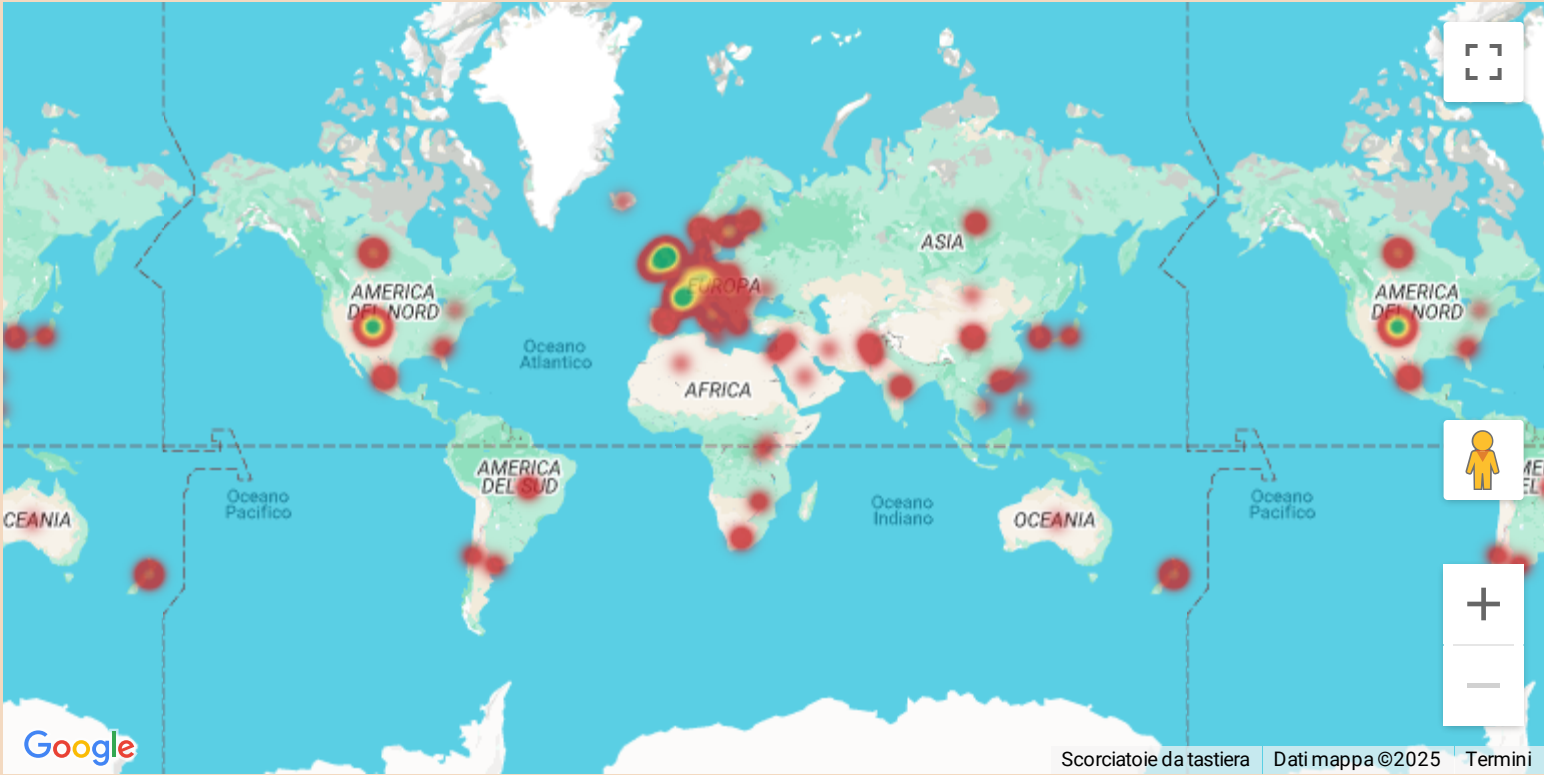 ASIA
EUROPA
AMERICA
DEL NORD
AMERICA
DEL NORD
Oceano
Atlantico
AFRICA
AMERICA
DEL SUD
Oceano
Pacifico
Oceano
Indiano
Oceano
Pacifico
CEANIA
OCEANIA
Google
Scorciatoie da tastiera
Dati mappa ©2025
Termini